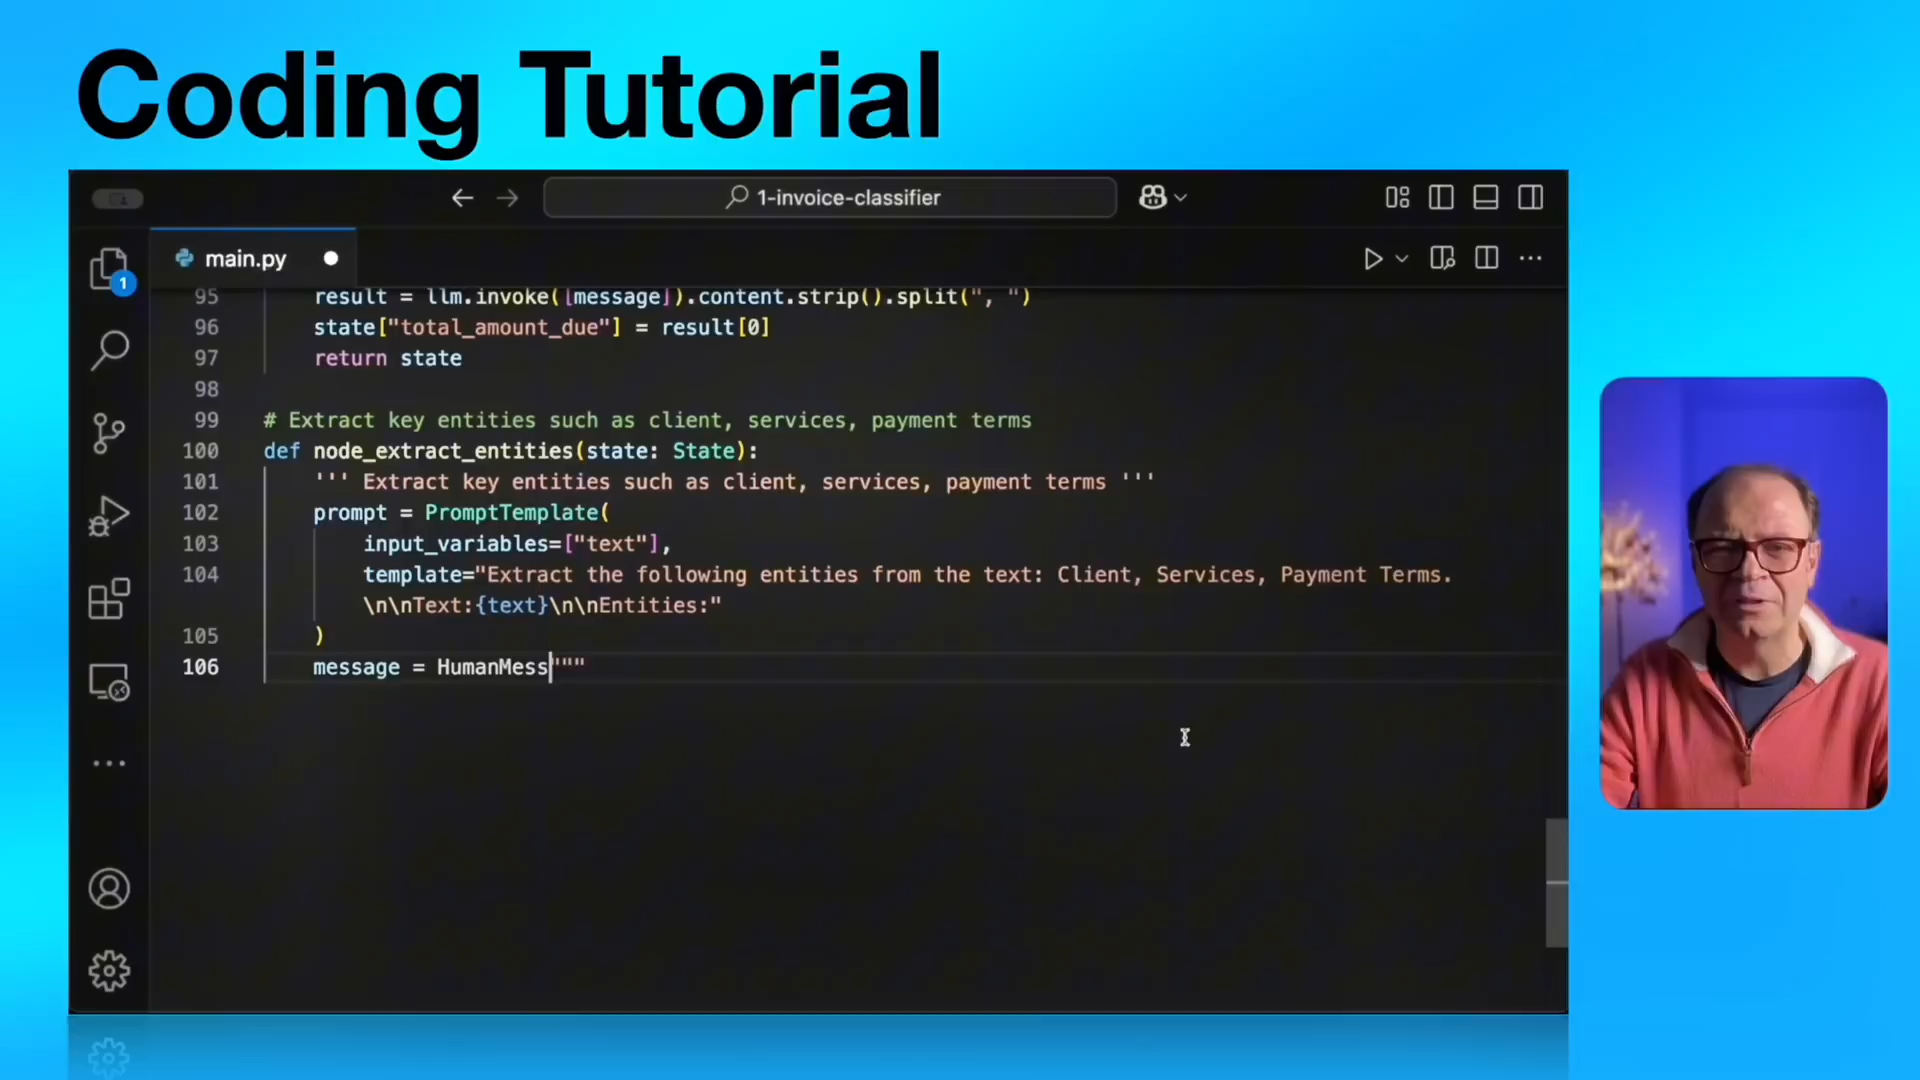 Coding Tutorial
1-invoice-classifier
main.py
1
95 result = llm.invoke([message]).content.strip().split(", ")
96 state["total_amount_due"] = result[0]
97 return state
98
99 # Extract key entities such as client, services, payment terms
100 def node_extract_entities(state: State):
101 ''' Extract key entities such as client, services, payment terms '''
102 prompt = PromptTemplate(
103 input_variables=["text"],
104 template="Extract the following entities from the text: Client, Services, Payment Terms.
\n\nText:{text}\n\nEntities:"
105 )
106 message = HumanMess"""